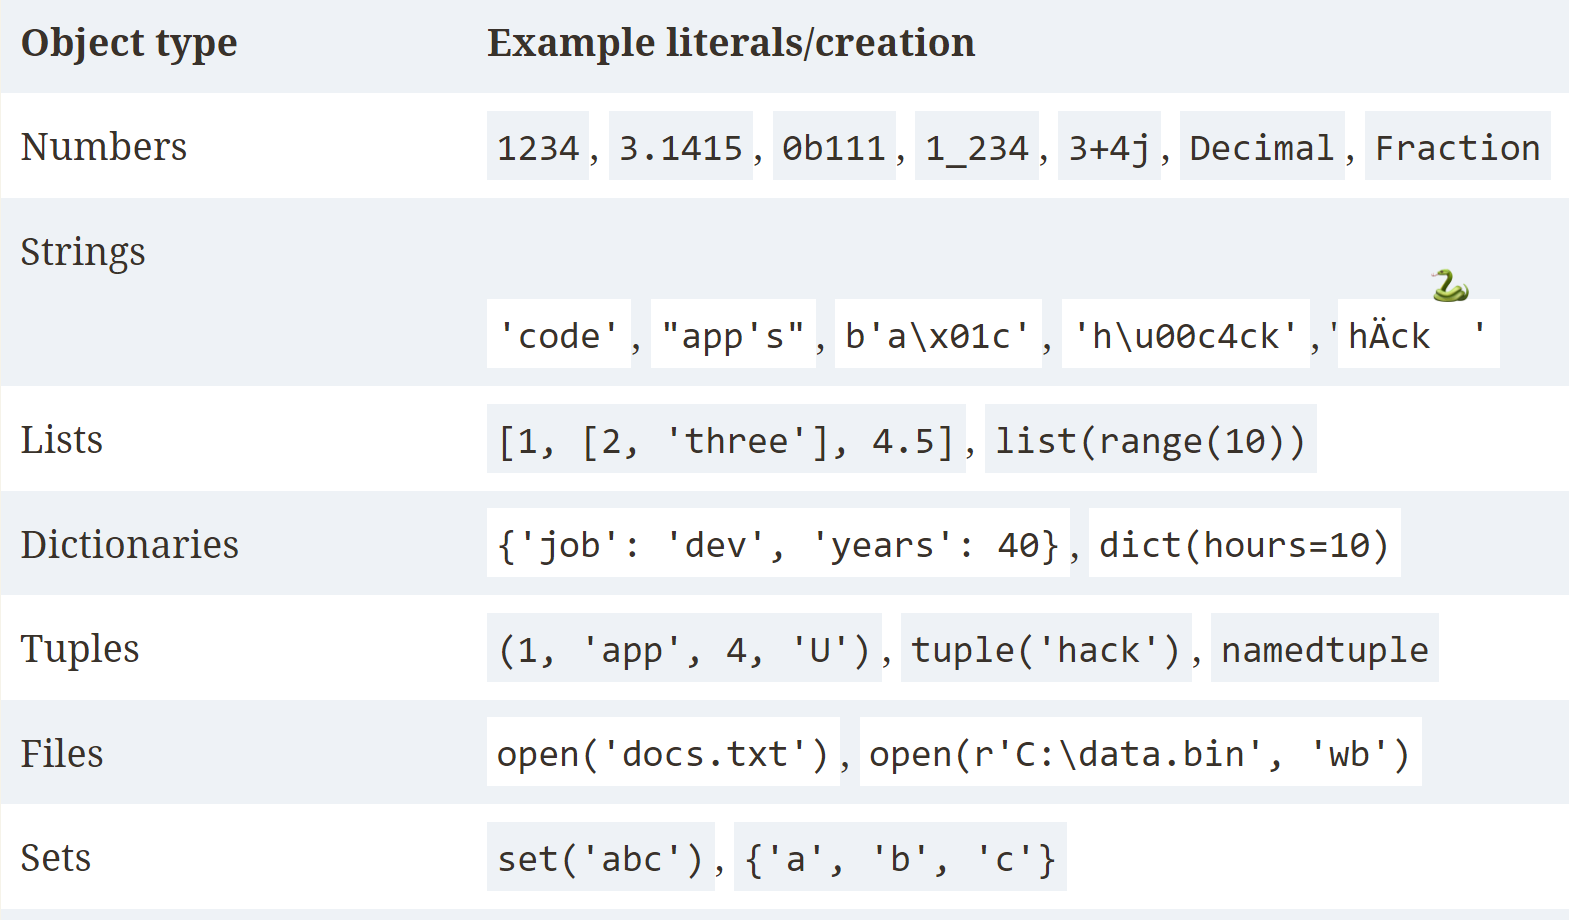 Object type Example literals/creation
Numbers 1234, 3.1415, 0b111, 1_234, 3+4j, Decimal, Fraction
Strings 'code', "app's", b'a\x01c', 'h\u00c4ck', 'hÄck🐍'
Lists [1, [2, 'three'], 4.5], list(range(10))
Dictionaries {'job': 'dev', 'years': 40}, dict(hours=10)
Tuples (1, 'app', 4, 'U'), tuple('hack'), namedtuple
Files open('docs.txt'), open(r'C:\data.bin', 'wb')
Sets set('abc'), {'a', 'b', 'c'}